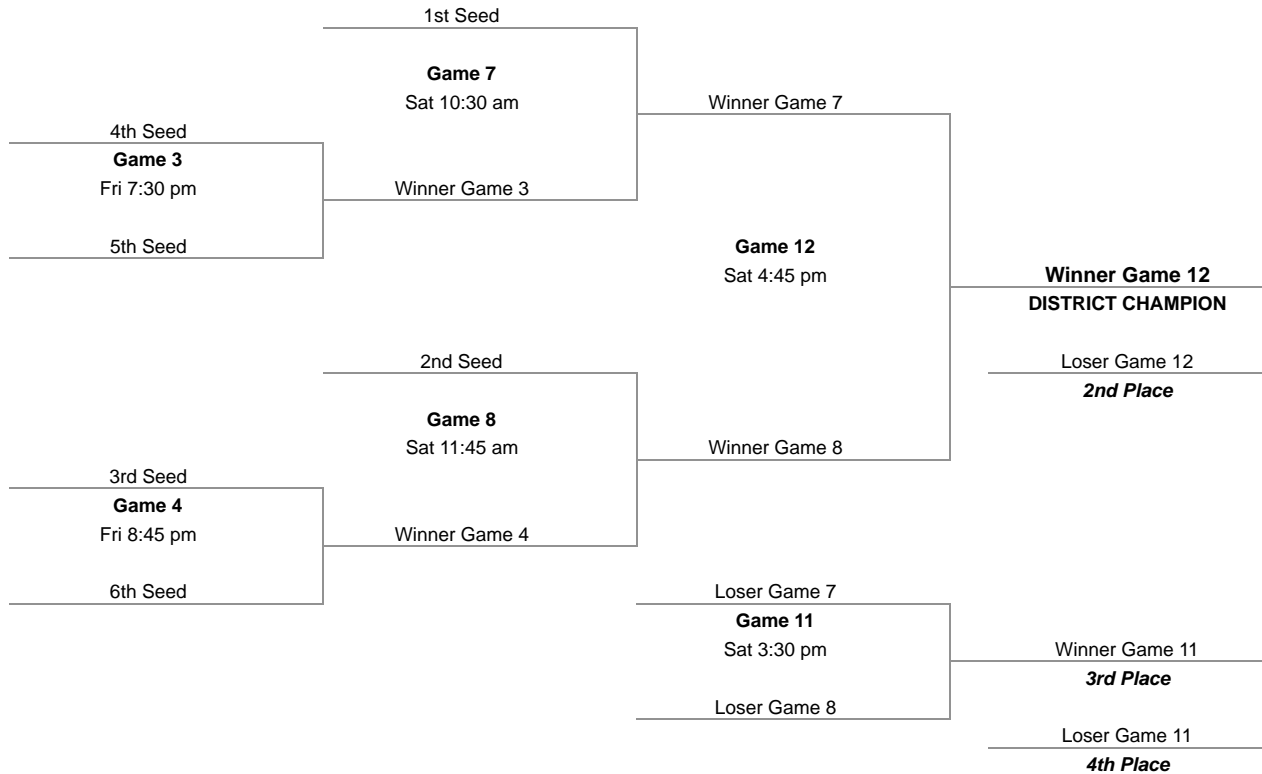 1st Seed
Game 7
Sat 10:30 am
Winner Game 7
4th Seed
Game 3
Fri 7:30 pm
Winner Game 3
5th Seed
Game 12
Sat 4:45 pm
Winner Game 12
DISTRICT CHAMPION
2nd Seed
Loser Game 12
2nd Place
Game 8
Sat 11:45 am
Winner Game 8
3rd Seed
Game 4
Fri 8:45 pm
Winner Game 4
6th Seed
Loser Game 7
Game 11
Sat 3:30 pm
Winner Game 11
3rd Place
Loser Game 8
Loser Game 11
4th Place